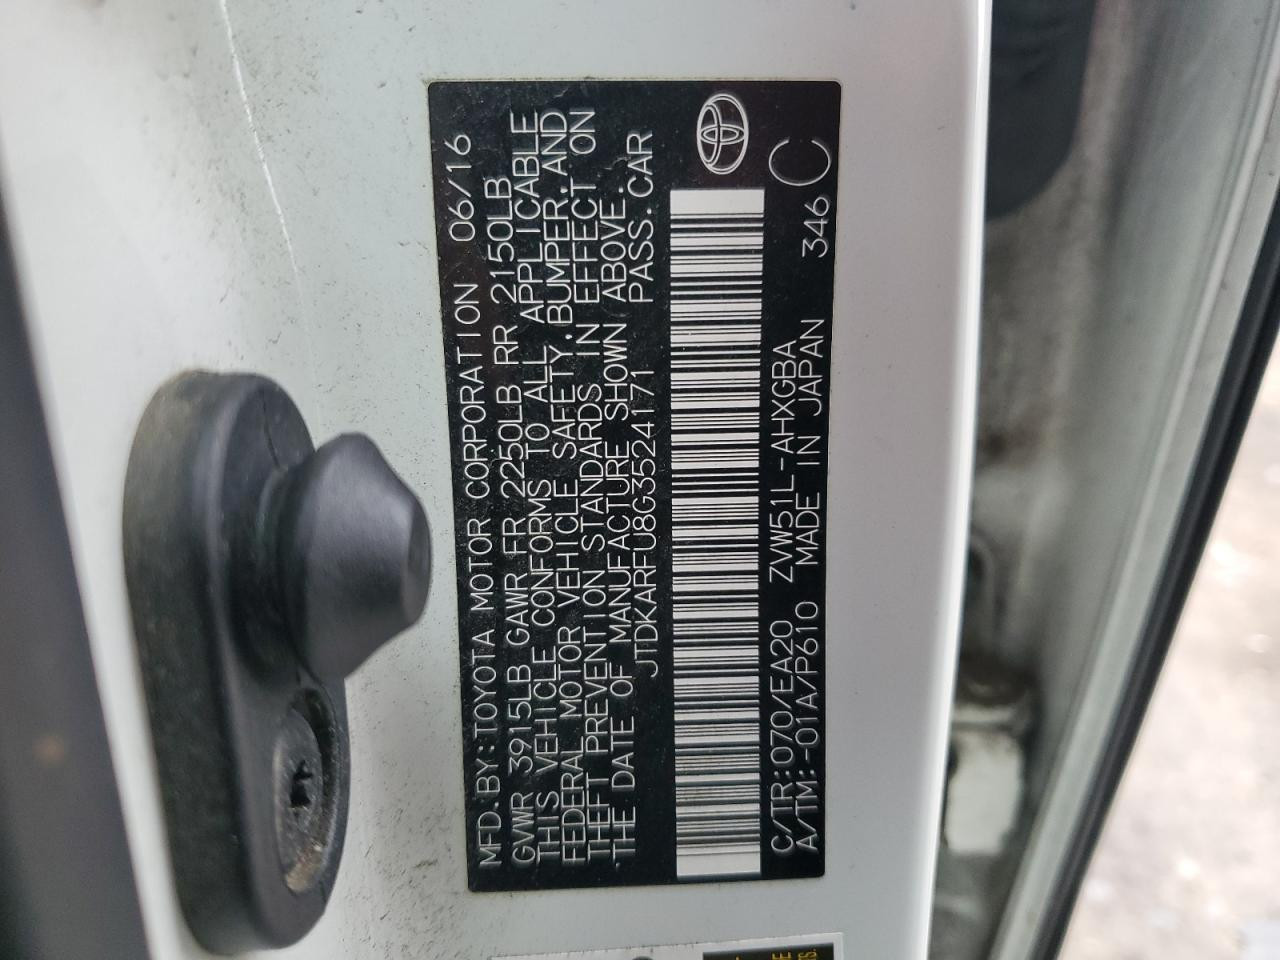 MFD.BY:TOYOTA MOTOR CORPORATION 06/16
GVWR 3915LB GAWR FR 2250LB RR 2150LB
THIS VEHICLE CONFORMS TO ALL APPLICABLE
FEDERAL MOTOR VEHICLE SAFETY,BUMPER,AND
THEFT PREVENTION STANDARDS IN EFFECT ON
THE DATE OF MANUFACTURE SHOWN ABOVE.
JTDKARFU8G3524171 PASS.CAR
C/TR:070/EA20 ZVW51L-AHXGBA 346 C
A/TM:-01A/P610 MADE IN JAPAN